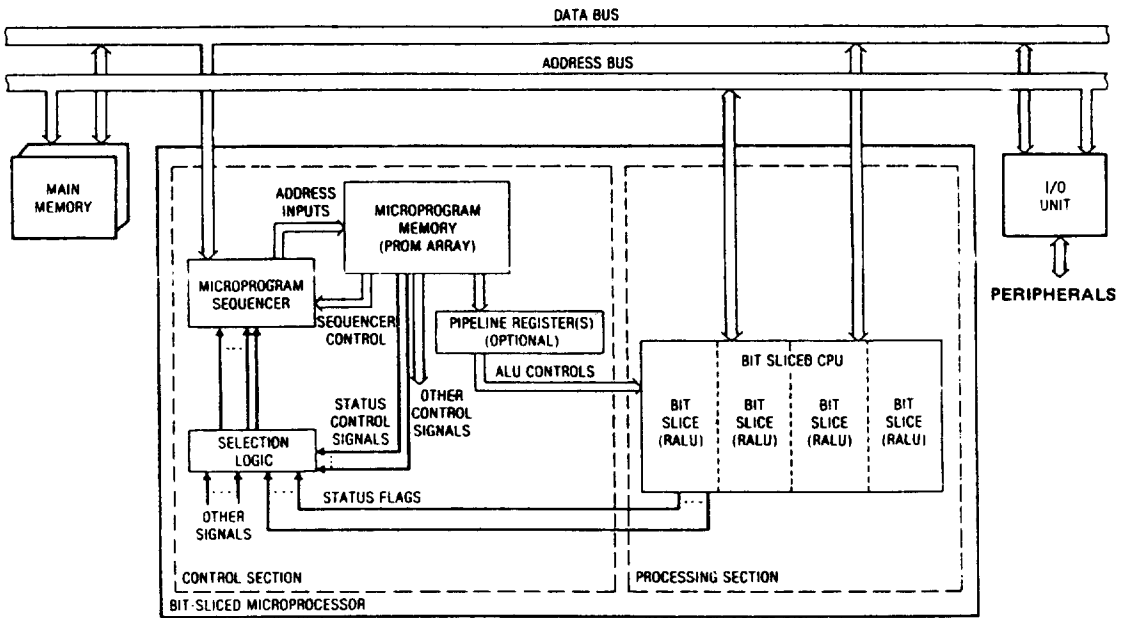 DATA BUS
ADDRESS BUS
MAIN
MEMORY
ADDRESS
INPUTS
MICROPROGRAM
MEMORY
(PROM ARRAY)
I/O
UNIT
PERIPHERALS
MICROPROGRAM
SEQUENCER
SEQUENCER
CONTROL
PIPELINE REGISTER(S)
(OPTIONAL)
ALU CONTROLS
BIT SLICEB CPU
BIT
SLICE
(RALU)
BIT
SLICE
(RALU)
BIT
SLICE
(RALU)
BIT
SLICE
(RALU)
STATUS
CONTROL
SIGNALS
OTHER
CONTROL
SIGNALS
SELECTION
LOGIC
STATUS FLAGS
OTHER
SIGNALS
CONTROL SECTION
PROCESSING SECTION
BIT-SLICED MICROPROCESSOR